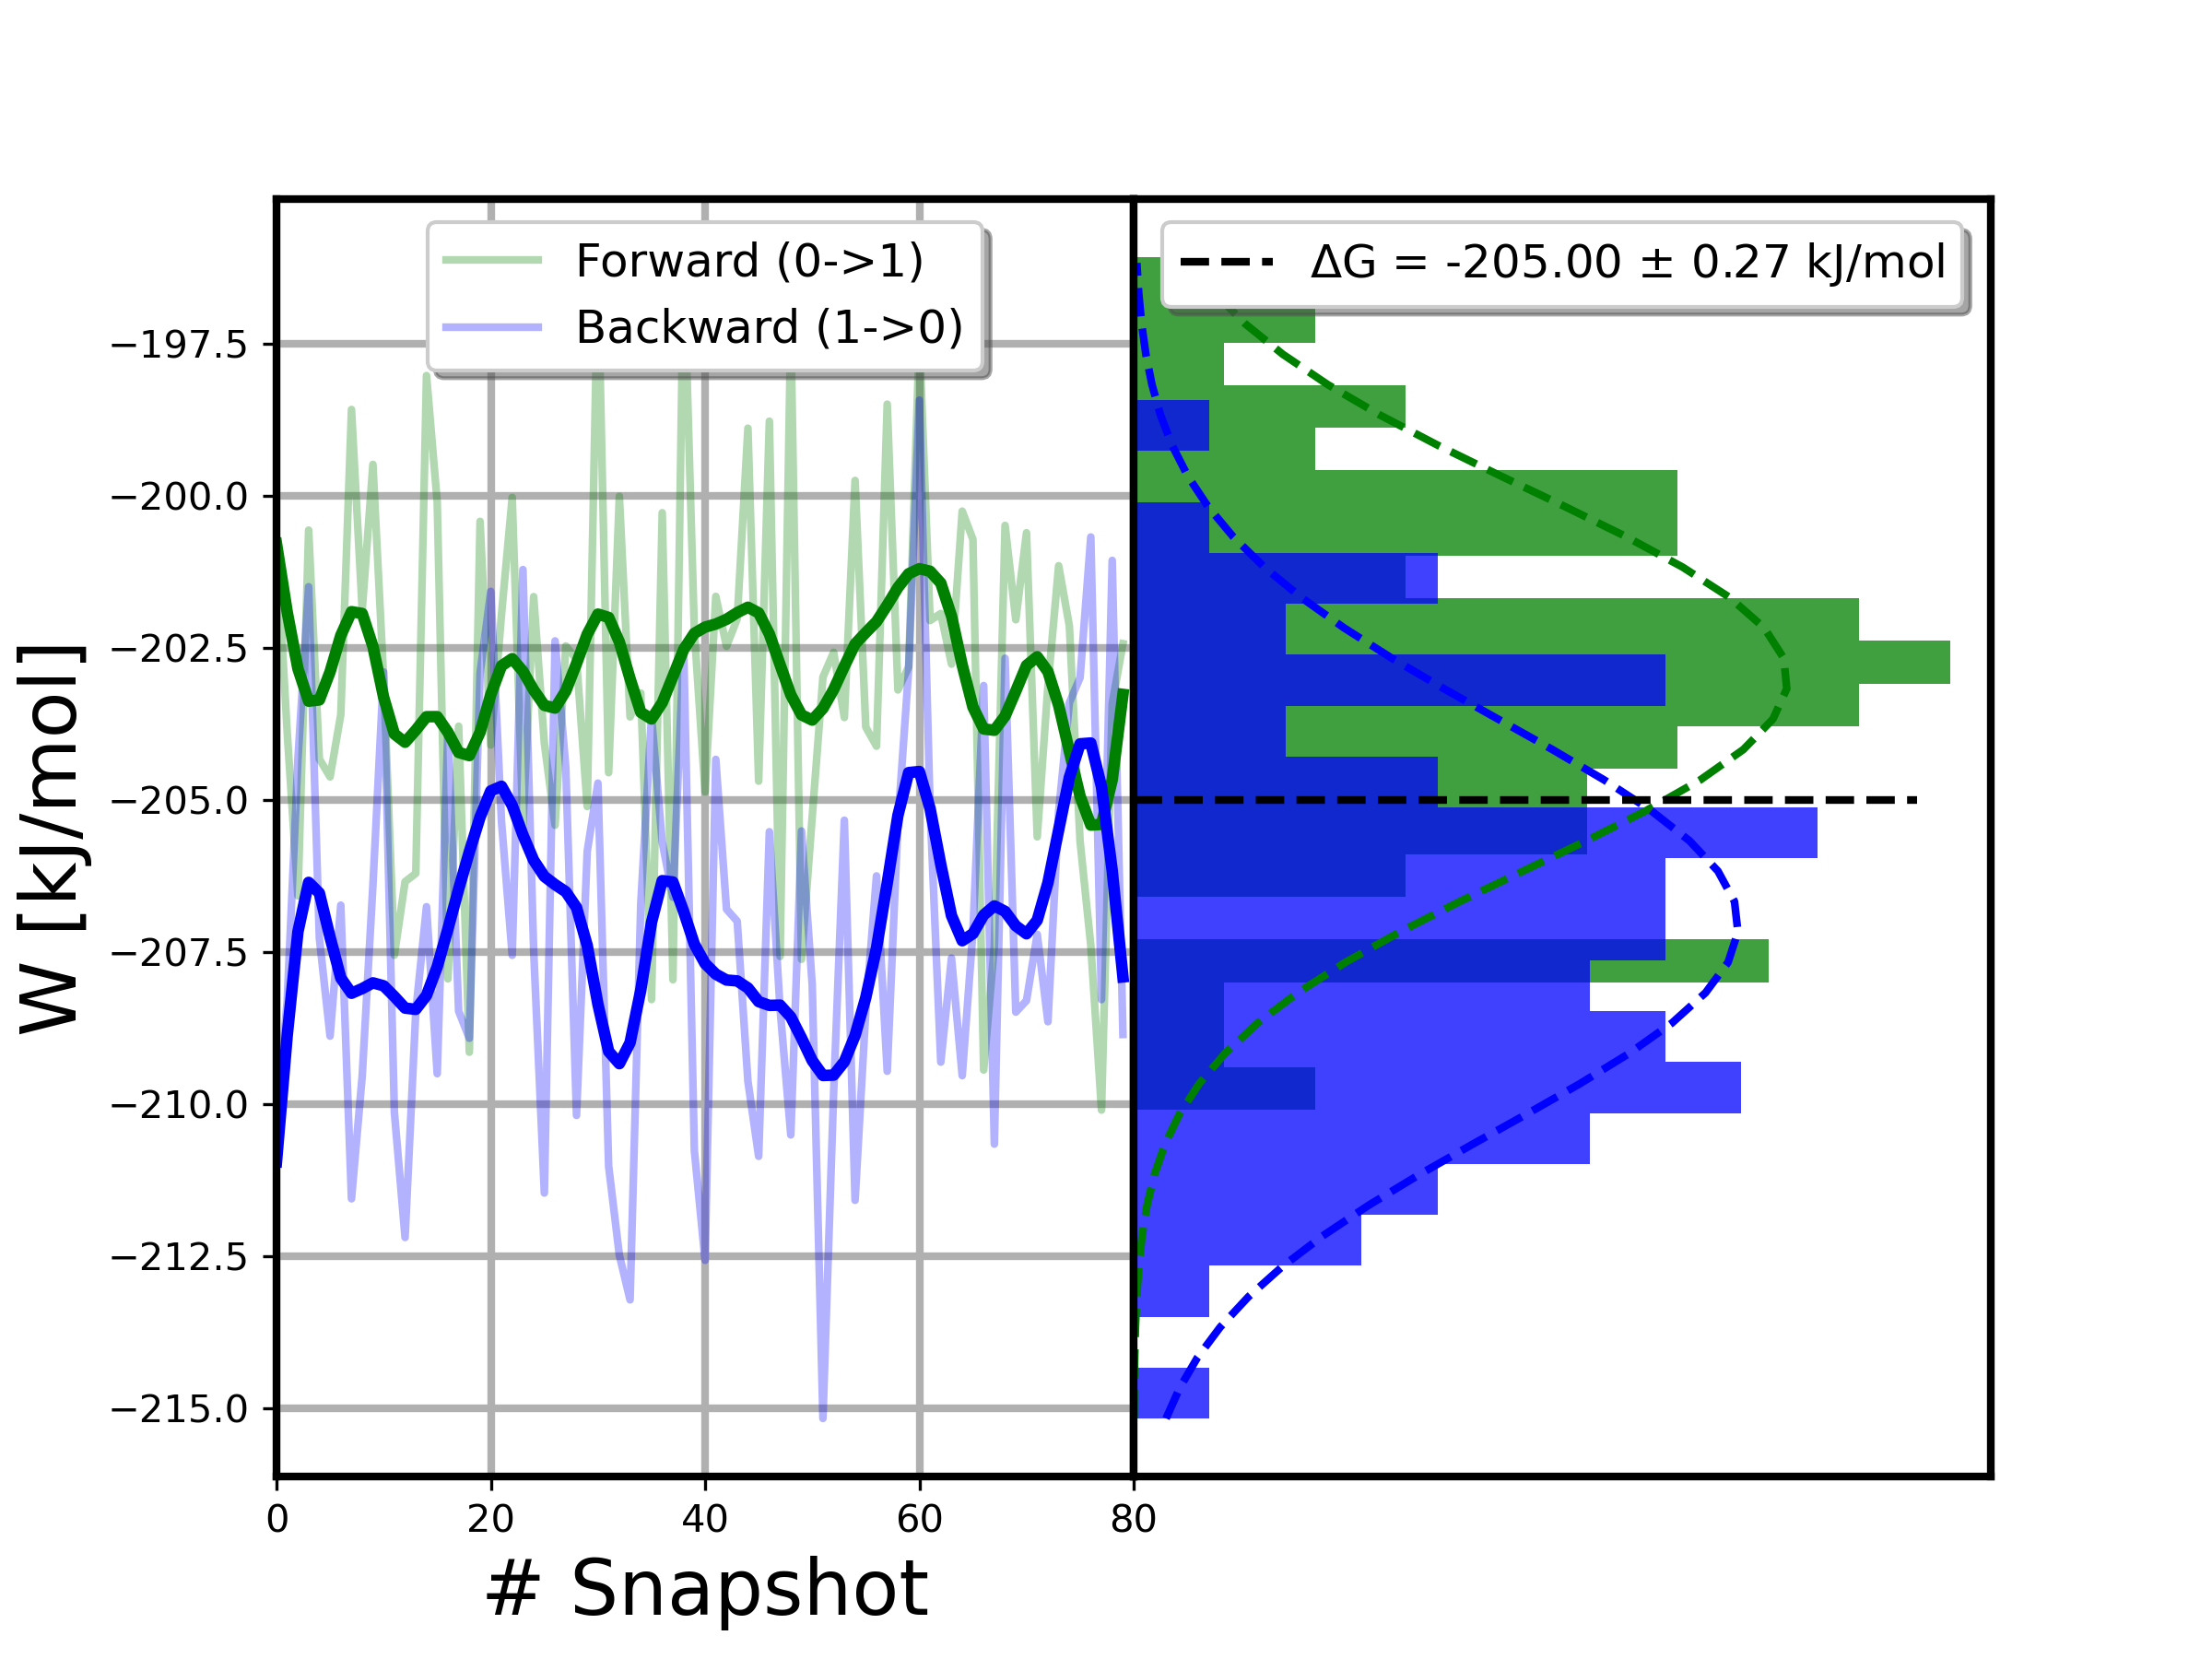 Forward (0->1)
Backward (1->0)
ΔG = -205.00 ± 0.27 kJ/mol
W [kJ/mol]
−197.5
−200.0
−202.5
−205.0
−207.5
−210.0
−212.5
−215.0
0 20 40 60 80
# Snapshot